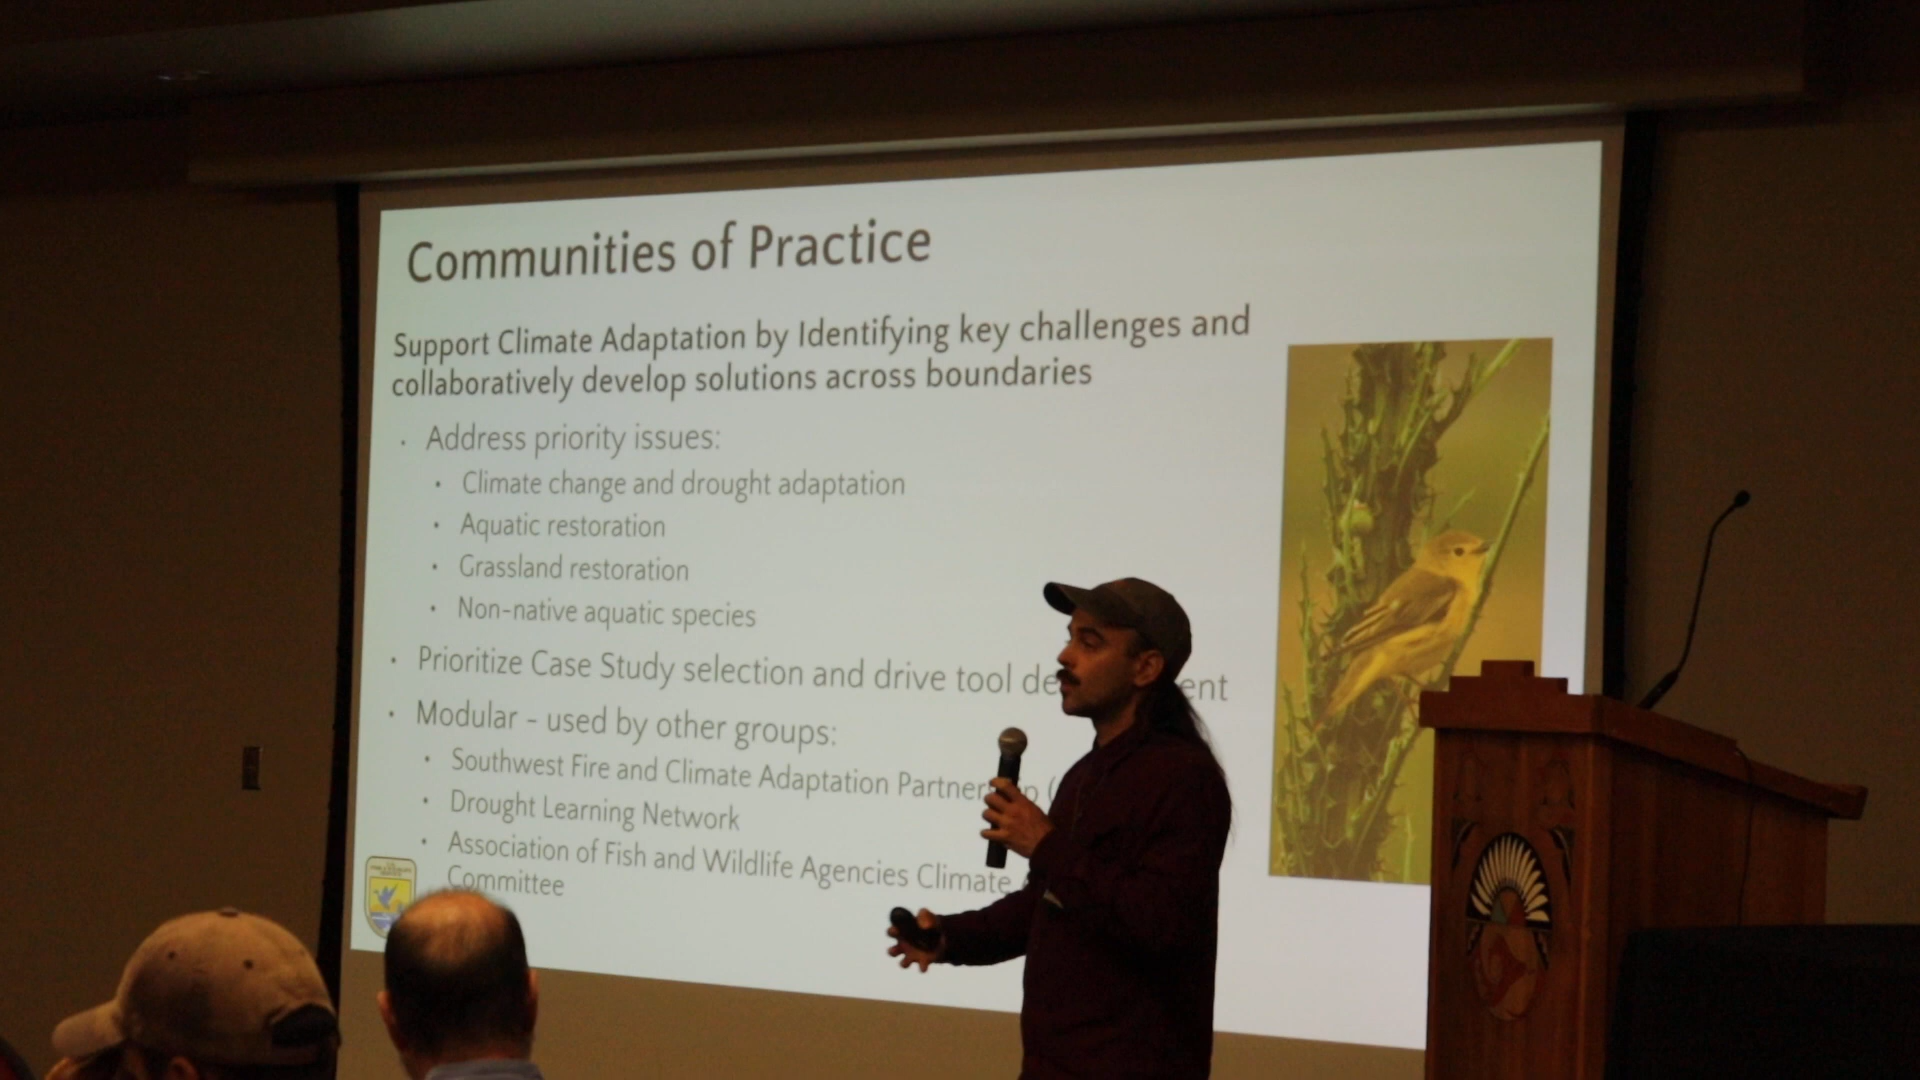 Communities of Practice
Support Climate Adaptation by Identifying key challenges and
collaboratively develop solutions across boundaries
• Address priority issues:
• Climate change and drought adaptation
• Aquatic restoration
• Grassland restoration
• Non-native aquatic species
• Prioritize Case Study selection and drive tool de ent
• Modular - used by other groups:
• Southwest Fire and Climate Adaptation Partner p (
• Drought Learning Network
• Association of Fish and Wildlife Agencies Climate
Committee